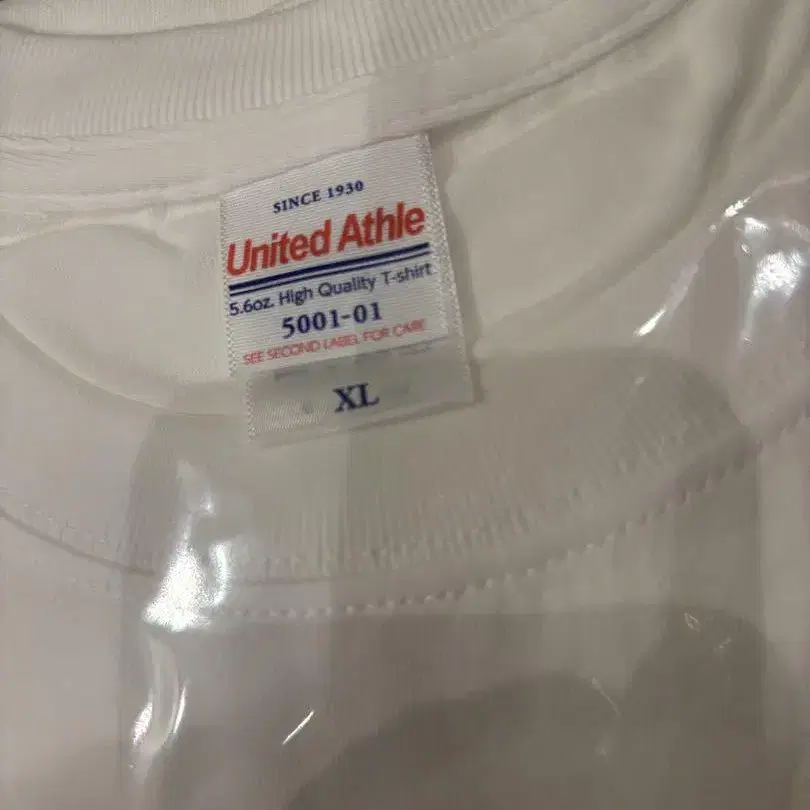 SINCE 1930
United Athle
5.6oz. High Quality T-shirt
5001-01
SEE SECOND LABEL FOR CARE
XL